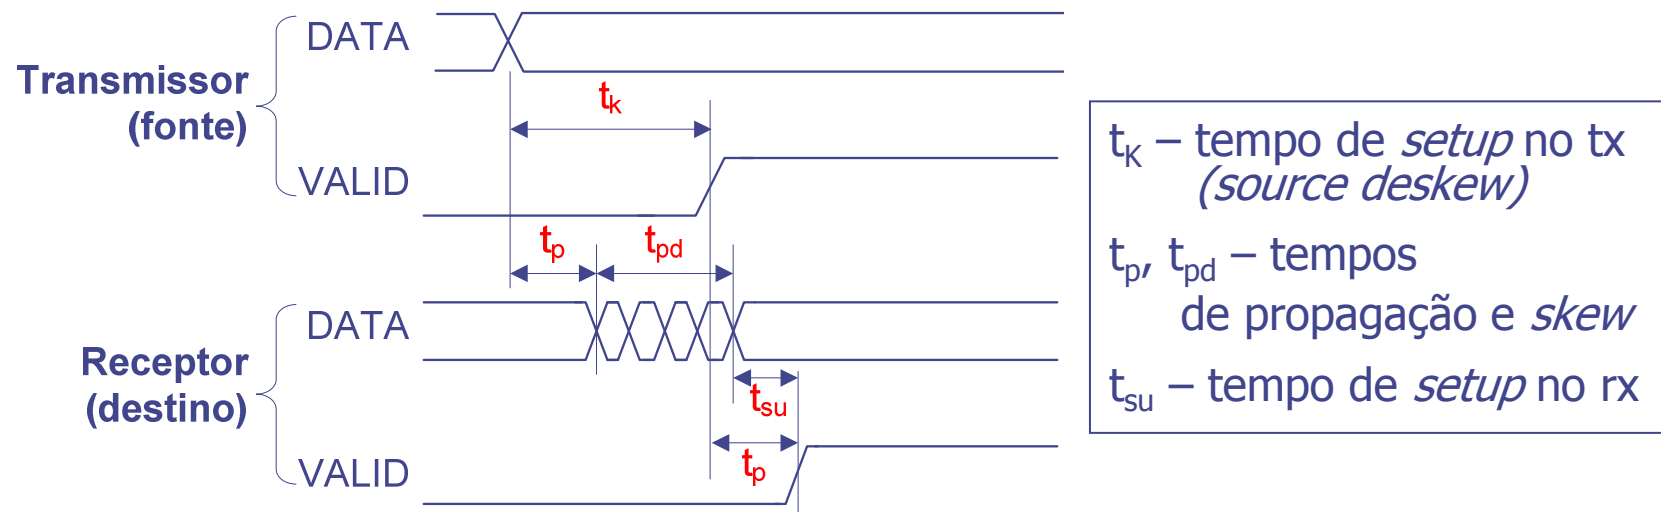 DATA
Transmissor
(fonte)
tk
VALID
tp
tpd
DATA
Receptor
(destino)
tsu
tp
VALID
tK – tempo de setup no tx
(source deskew)
tp, tpd – tempos
de propagação e skew
tsu – tempo de setup no rx